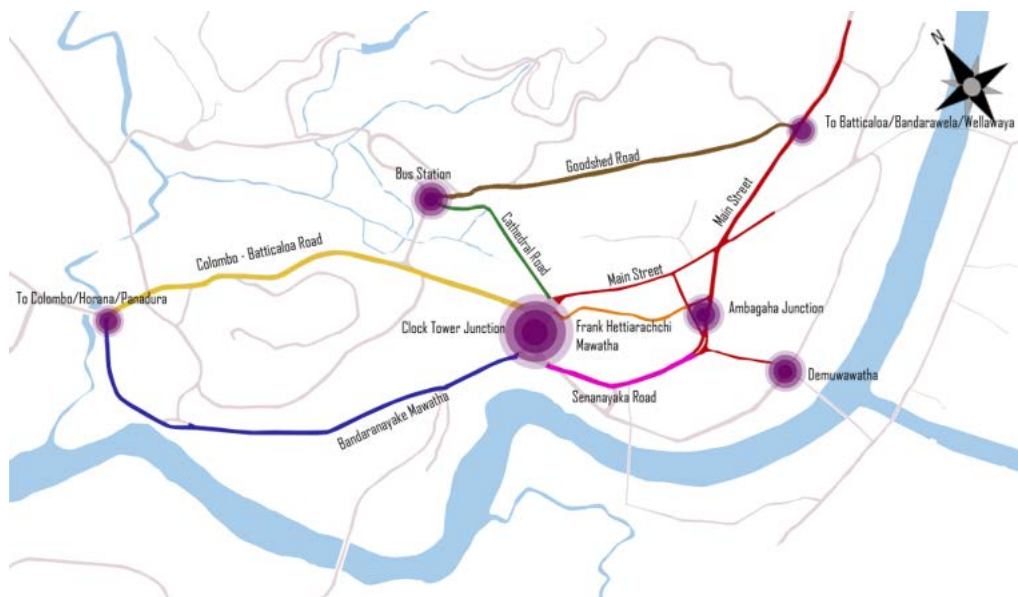 N
To Batticaloa/Bandarawela/Wellawaya
Goodshed Road
Bus Station
Main Street
Cathedral Road
Colombo - Batticaloa Road
Main Street
To Colombo/Horana/Panadura
Ambagaha Junction
Clock Tower Junction
Frank Hettiarachchi
Mawatha
Demuwawatha
Senanayaka Road
Bandaranayake Mawatha